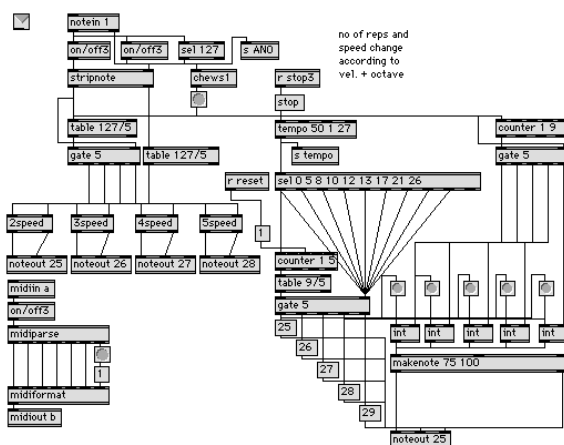 notein 1
no of reps and
speed change
according to
vel. + octave
on/off3 on/off3 sel 127 s ANO
stripnote chews1 r stop3
stop
table 127/5 tempo 50 1 27 counter 1 9
gate 5 table 127/5 s tempo gate 5
r reset sel 0 5 8 10 12 13 17 21 26
2speed 3speed 4speed 5speed 1
noteout 25 noteout 26 noteout 27 noteout 28 counter 1 5
midiin a table 9/5
on/off3 gate 5
midiparse 25 int int int int int
26
1 27 makenote 75 100
midiformat 28
midiout b 29
noteout 25